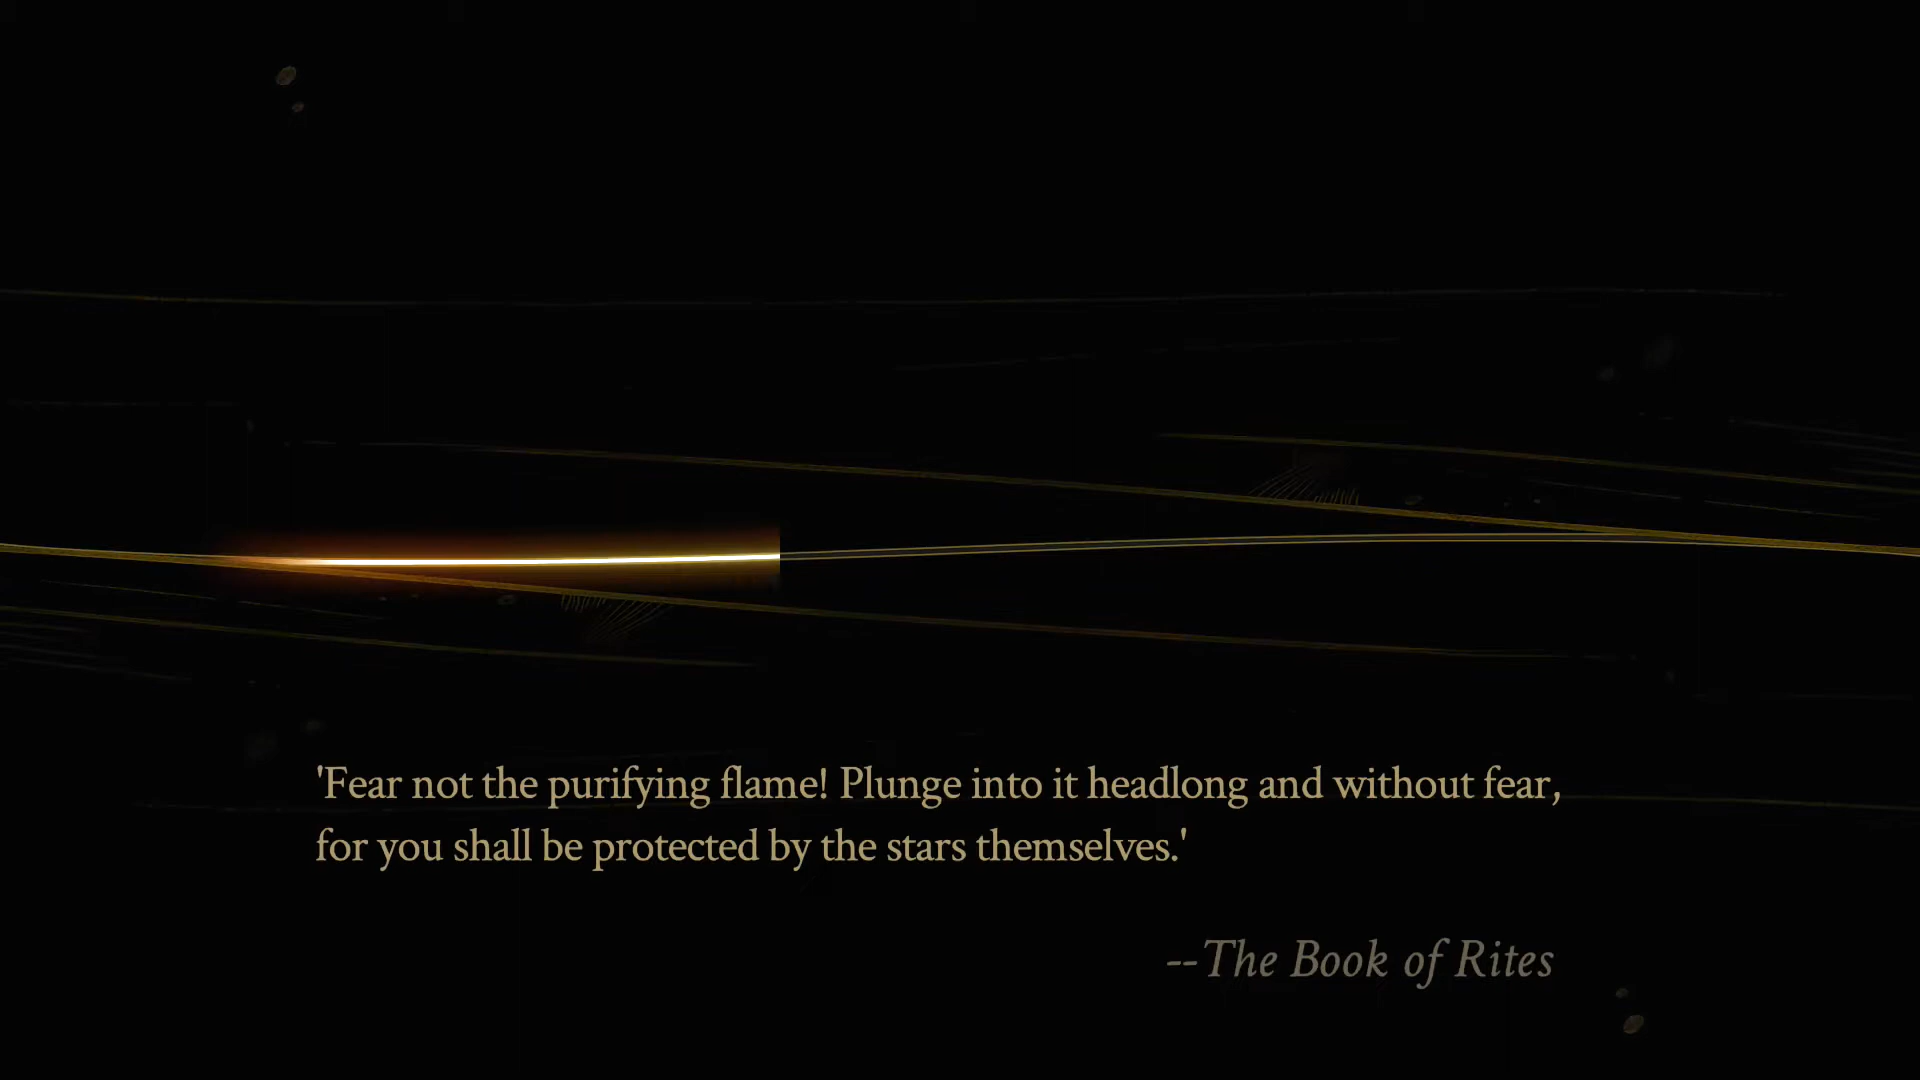 'Fear not the purifying flame! Plunge into it headlong and without fear,
for you shall be protected by the stars themselves.'
--The Book of Rites